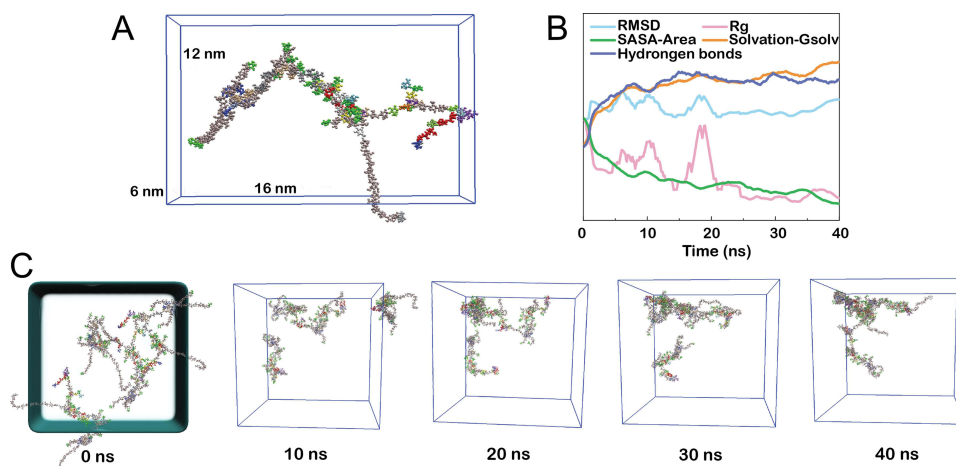 A
12 nm
6 nm
16 nm
B
RMSD Rg
SASA-Area Solvation-Gsolv
Hydrongen bonds
0 10 20 30 40
Time (ns)
C
0 ns 10 ns 20 ns 30 ns 40 ns